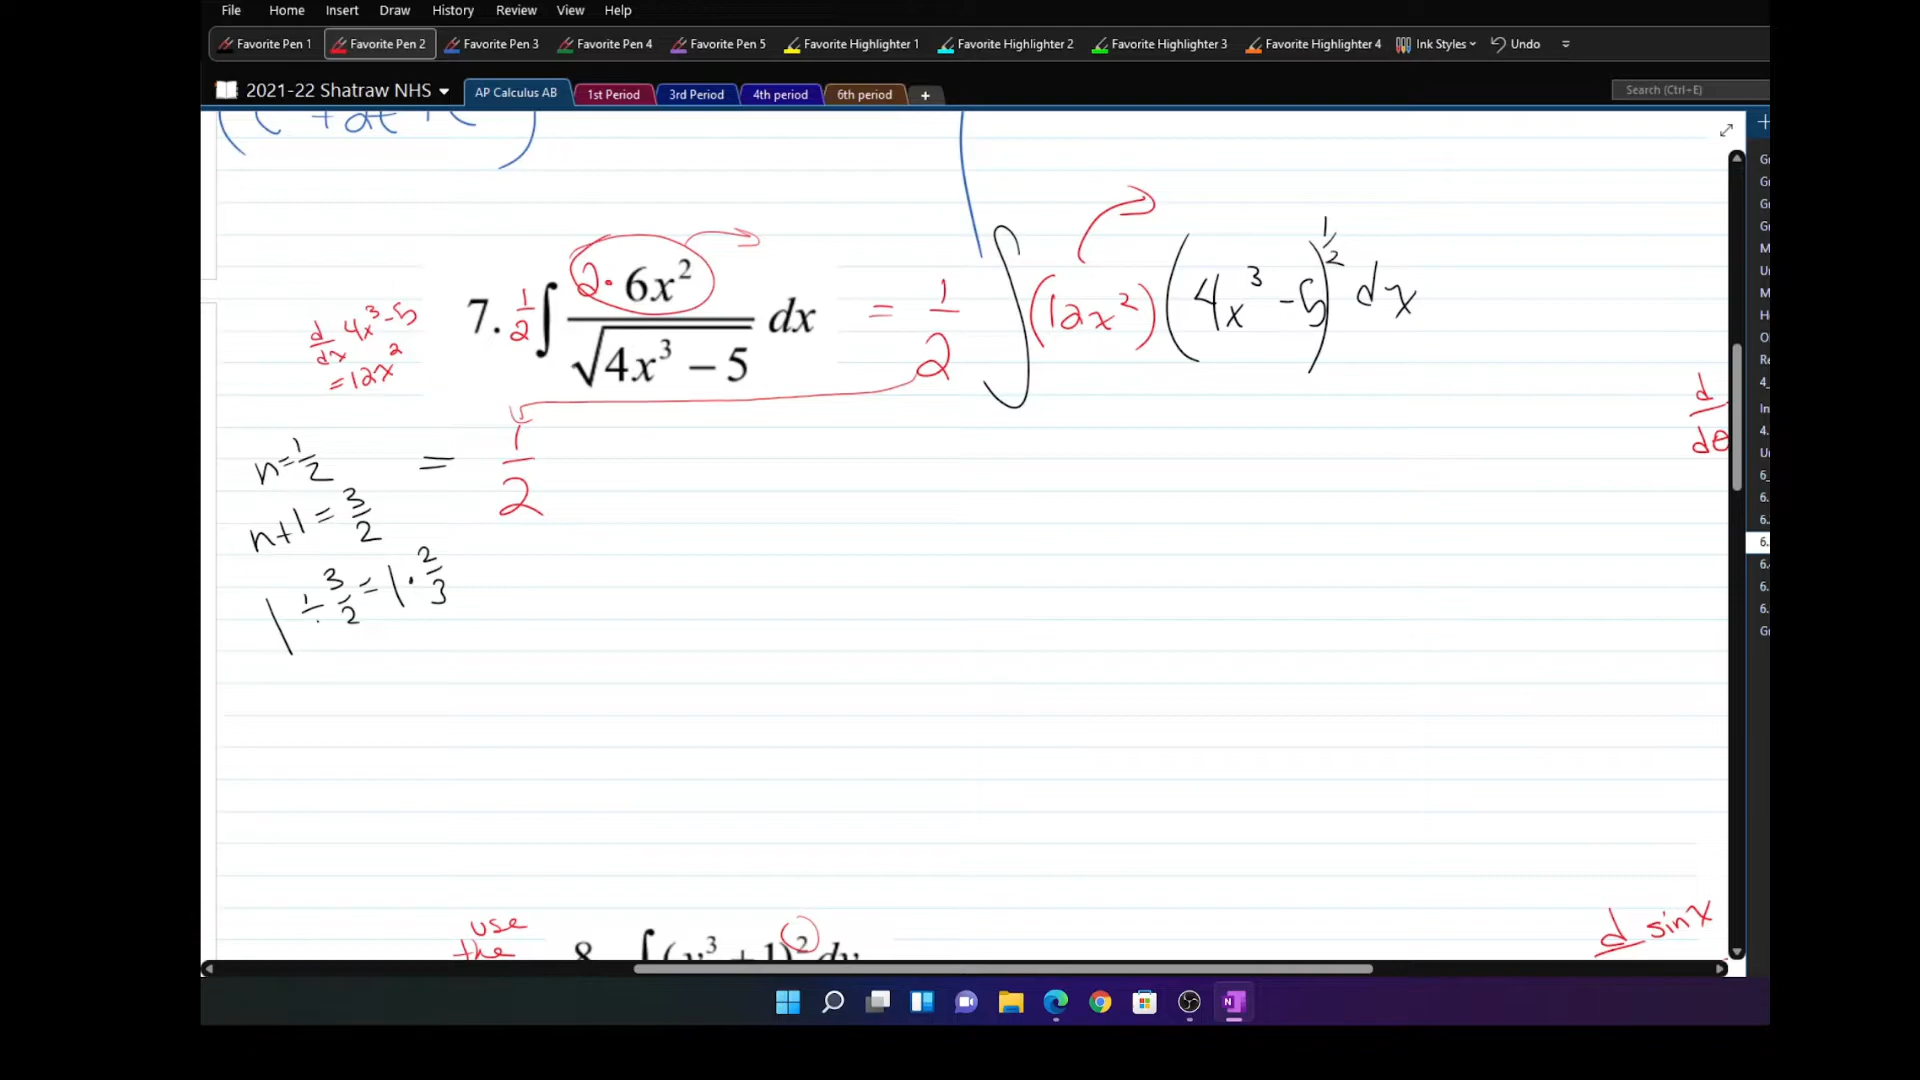 File Home Insert Draw History Review View Help
Favorite Pen 1 Favorite Pen 2 Favorite Pen 3 Favorite Pen 4 Favorite Pen 5 Favorite Highlighter 1 Favorite Highlighter 2 Favorite Highlighter 3 Favorite Highlighter 4 Ink Styles Undo
2021-22 Shatraw NHS AP Calculus AB 1st Period 3rd Period 4th period 6th period + Search (Ctrl+E)
7. 1/2 ∫ 2·6x² / √(4x³ − 5) dx = 1/2 ∫ (12x²) (4x³ − 5)^(1/2) dx
d/dx 4x³ − 5
= 12x²
= 1/2
n = 1/2
n+1 = 3/2
1 ÷ 3/2 = 1 · 2/3
d
dθ
use
the
8. ∫ (y³ + 1)² dy
d sinx